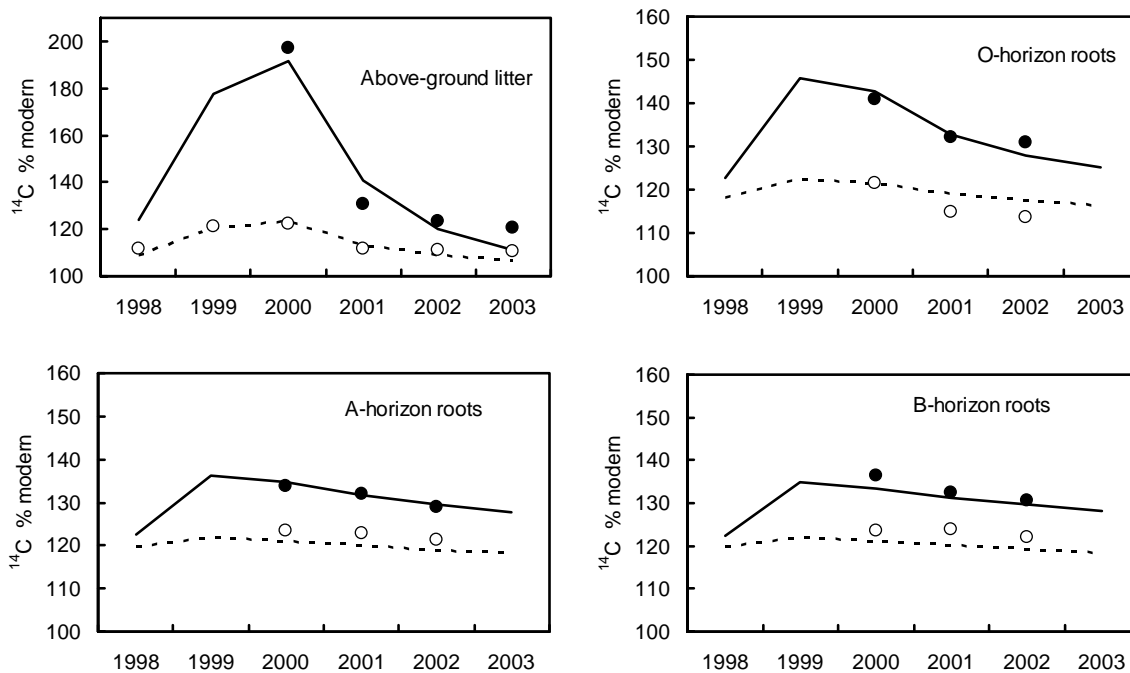 ¹⁴C % modern
200
180
160
140
120
100
Above-ground litter
1998 1999 2000 2001 2002 2003
¹⁴C % modern
160
150
140
130
120
110
100
O-horizon roots
1998 1999 2000 2001 2002 2003
¹⁴C % modern
160
150
140
130
120
110
100
A-horizon roots
1998 1999 2000 2001 2002 2003
¹⁴C % modern
160
150
140
130
120
110
100
B-horizon roots
1998 1999 2000 2001 2002 2003